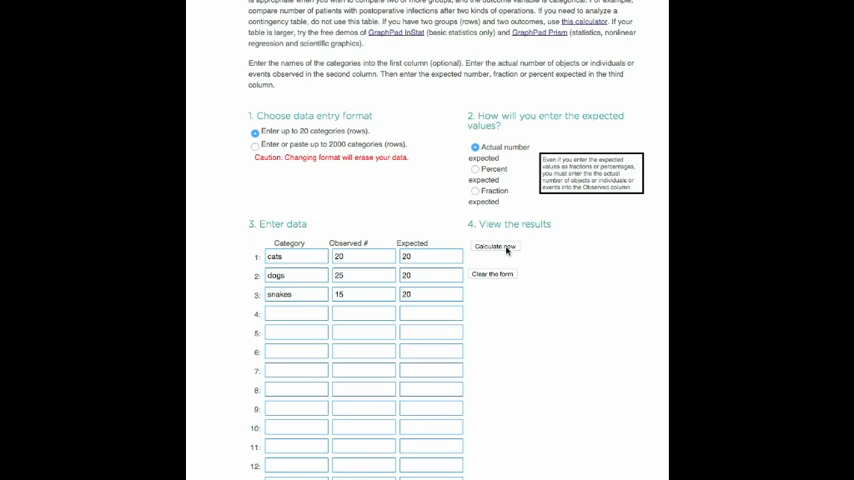 is appropriate when you wish to compare two or more groups, and the outcome variable is categorical. For example,
compare number of patients with postoperative infections after two kinds of operations. If you need to analyze a
contingency table, do not use this table. If you have two groups (rows) and two outcomes, use this calculator. If your
table is larger, try the free demos of GraphPad InStat (basic statistics only) and GraphPad Prism (statistics, nonlinear
regression and scientific graphics).
Enter the names of the categories into the first column (optional). Enter the actual number of objects or individuals or
events observed in the second column. Then enter the expected number, fraction or percent expected in the third
column.
1. Choose data entry format
Enter up to 20 categories (rows).
Enter or paste up to 2000 categories (rows).
Caution: Changing format will erase your data.
2. How will you enter the expected
values?
Actual number
expected
Percent
expected
Fraction
expected
Even if you enter the expected
values as fractions or percentages,
you must enter the the actual
number of objects or individuals or
events into the Observed column.
3. Enter data
Category Observed # Expected
1: cats 20 20
2: dogs 25 20
3: snakes 15 20
4:
5:
6:
7:
8:
9:
10:
11:
12:
4. View the results
Calculate now
Clear the form